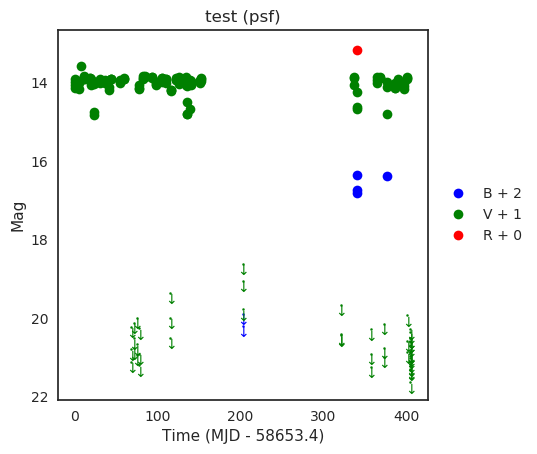 test (psf)
14
16
18
20
22
Mag
0
100
200
300
400
Time (MJD - 58653.4)
B + 2
V + 1
R + 0